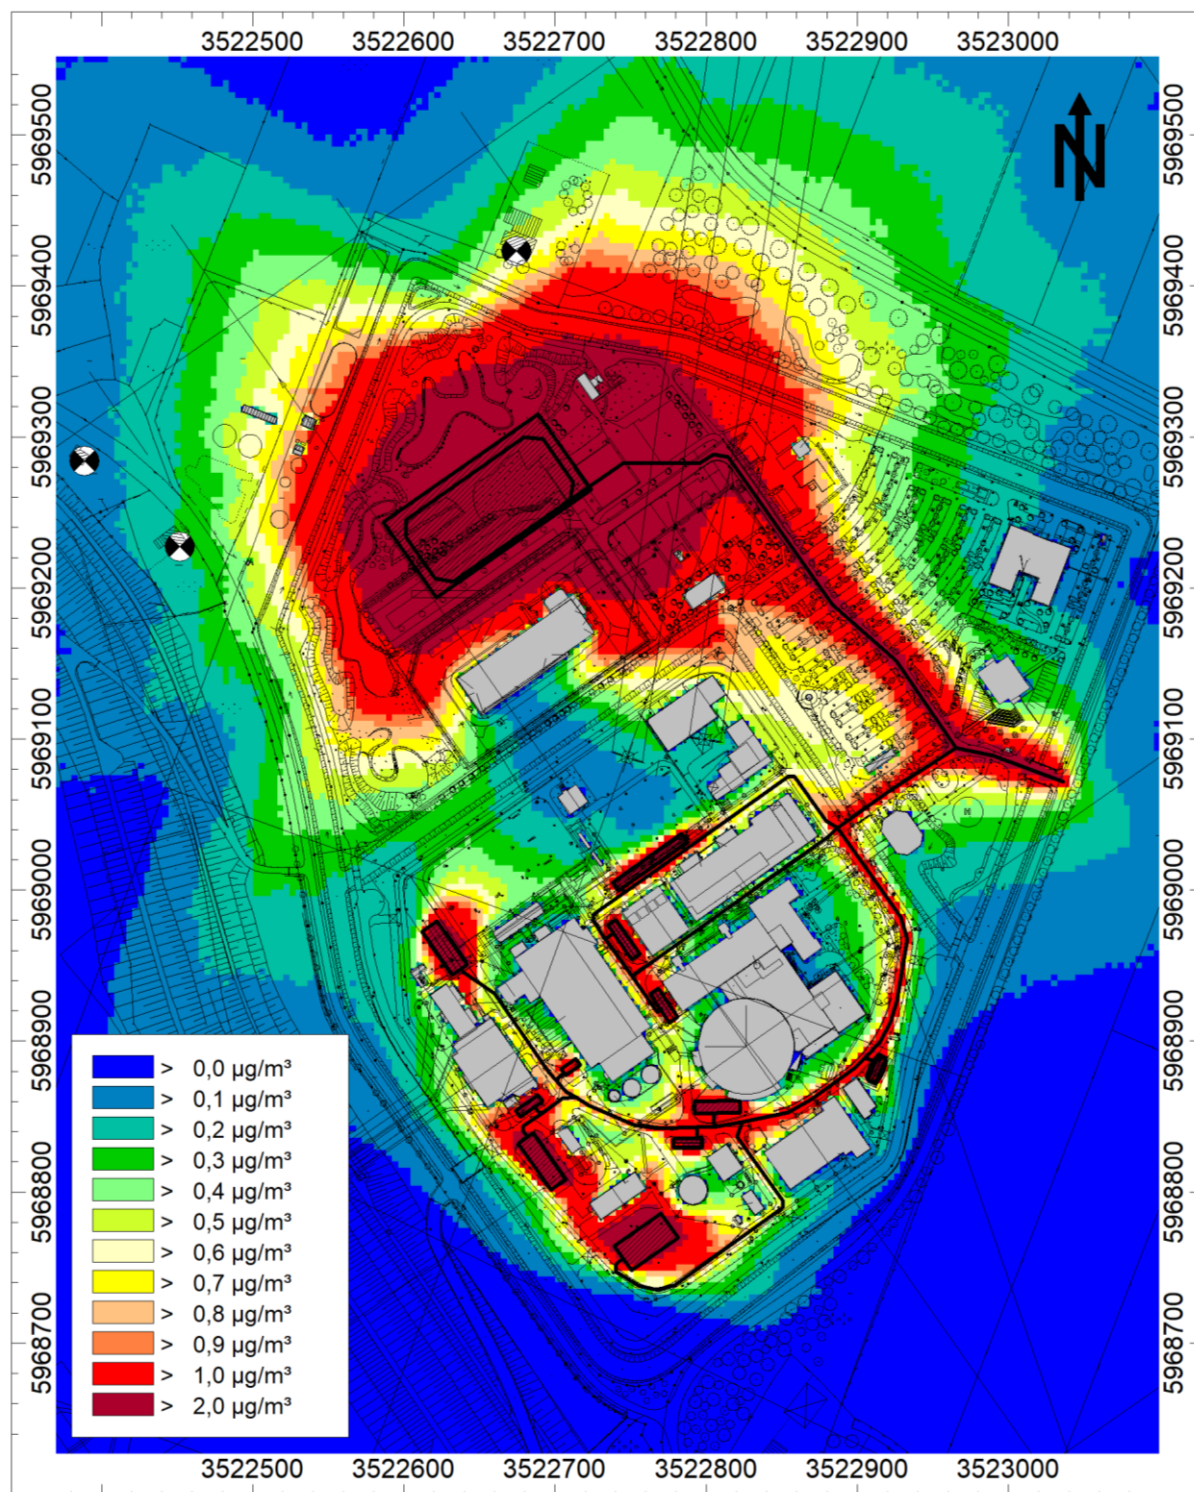 3522500 3522600 3522700 3522800 3522900 3523000
5969500 5969500
N
5969400 5969400
5969300 5969300
5969200 5969200
5969100 5969100
5969000 5969000
5968900 5968900
> 0,0 µg/m³
> 0,1 µg/m³
> 0,2 µg/m³
> 0,3 µg/m³
> 0,4 µg/m³
> 0,5 µg/m³
> 0,6 µg/m³
> 0,7 µg/m³
> 0,8 µg/m³
> 0,9 µg/m³
> 1,0 µg/m³
> 2,0 µg/m³
5968800 5968800
5968700 5968700
3522500 3522600 3522700 3522800 3522900 3523000